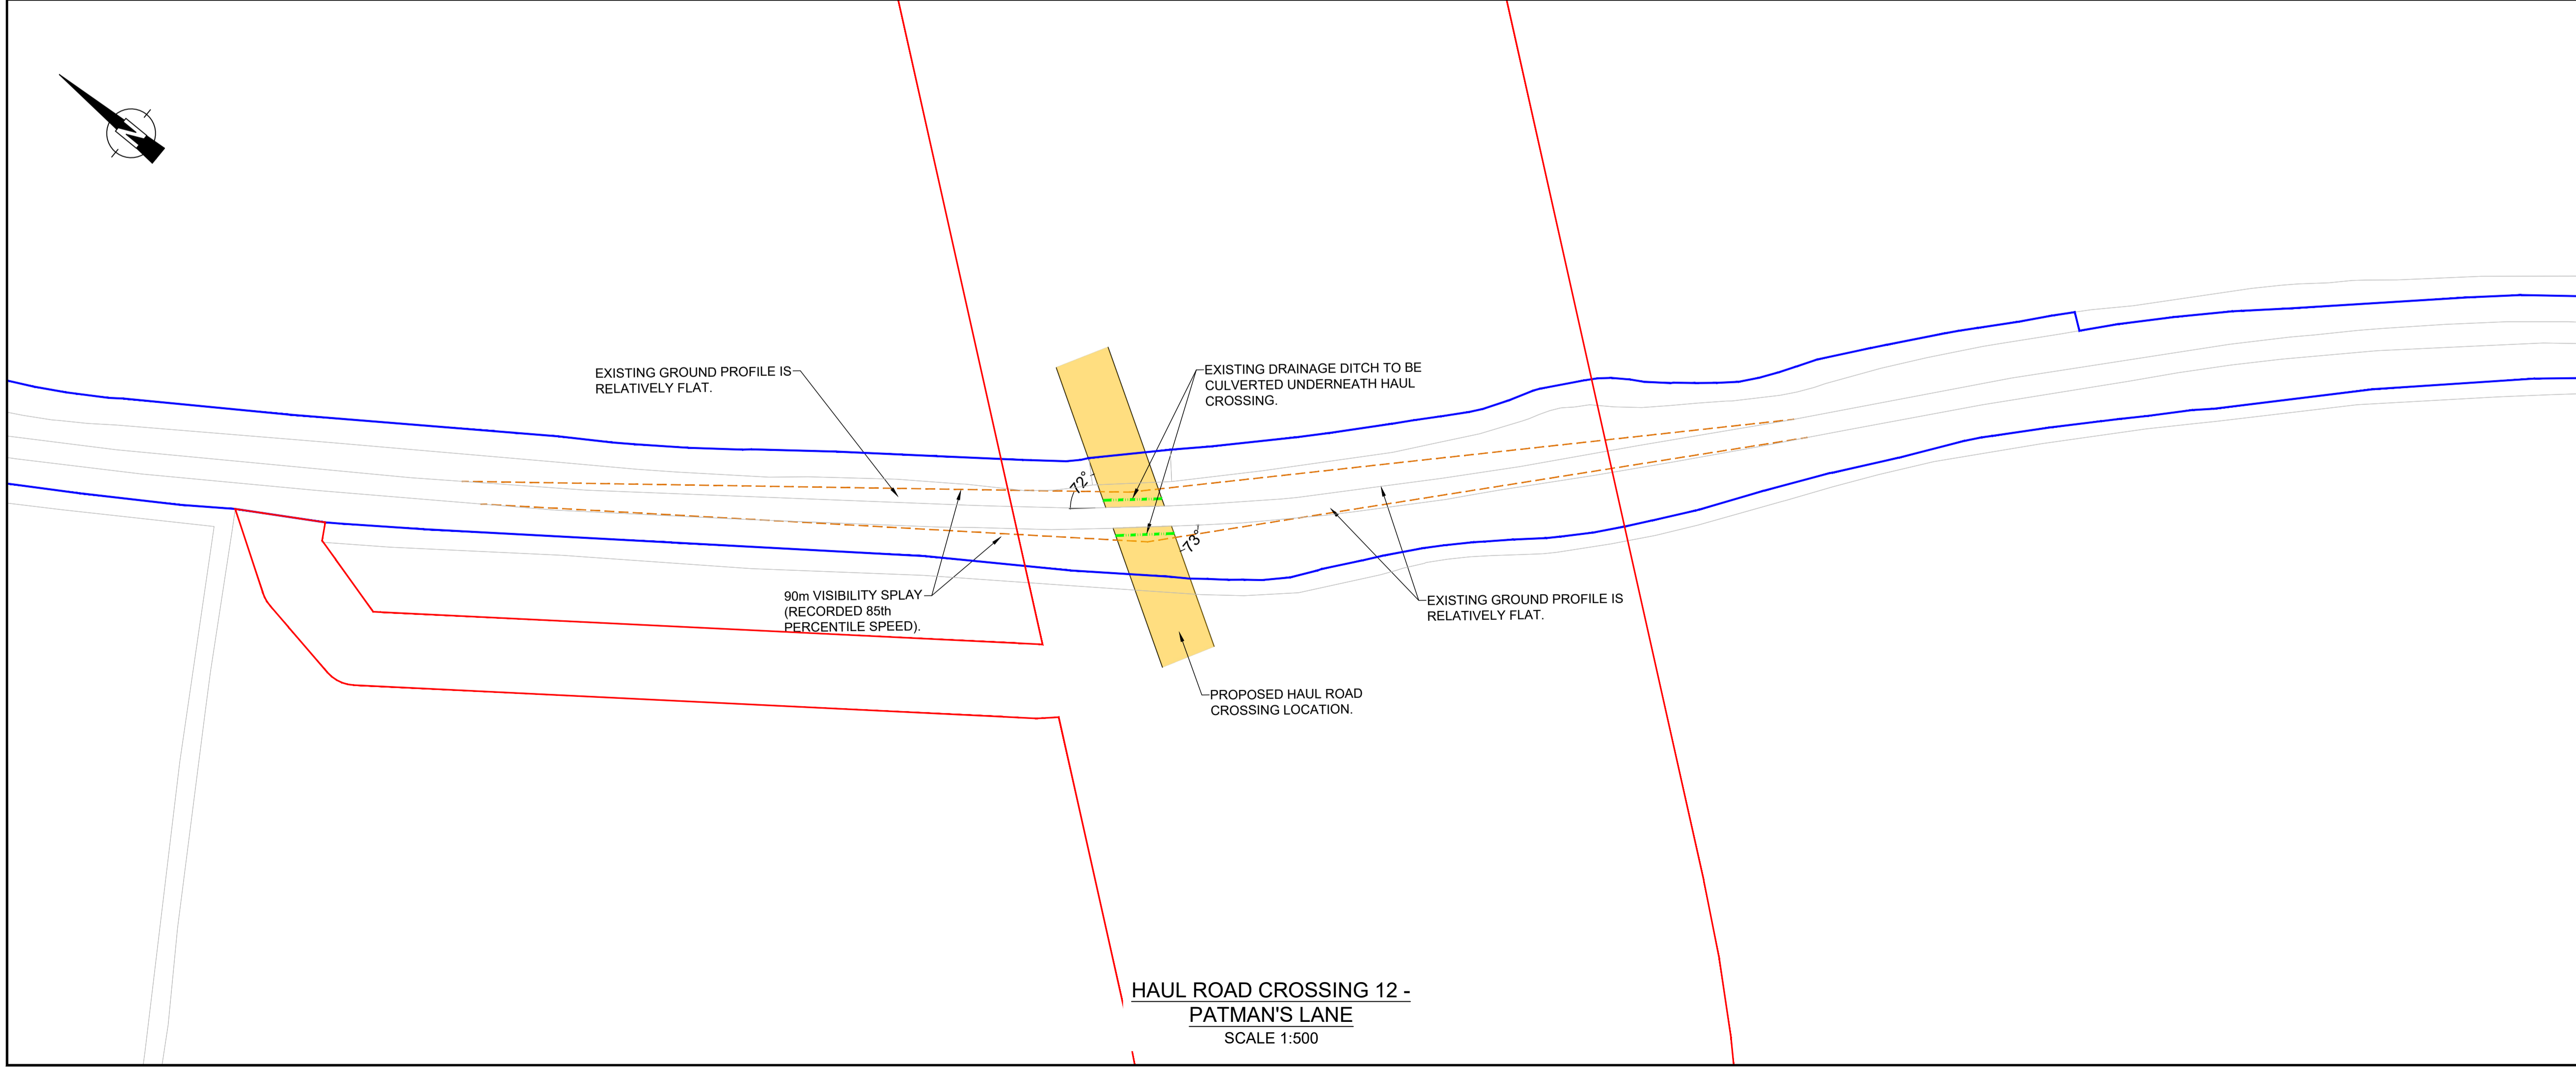 N
EXISTING GROUND PROFILE IS
RELATIVELY FLAT.
EXISTING DRAINAGE DITCH TO BE
CULVERTED UNDERNEATH HAUL
CROSSING.
72°
73°
90m VISIBILITY SPLAY
(RECORDED 85th
PERCENTILE SPEED).
EXISTING GROUND PROFILE IS
RELATIVELY FLAT.
PROPOSED HAUL ROAD
CROSSING LOCATION.
HAUL ROAD CROSSING 12 -
PATMAN'S LANE
SCALE 1:500